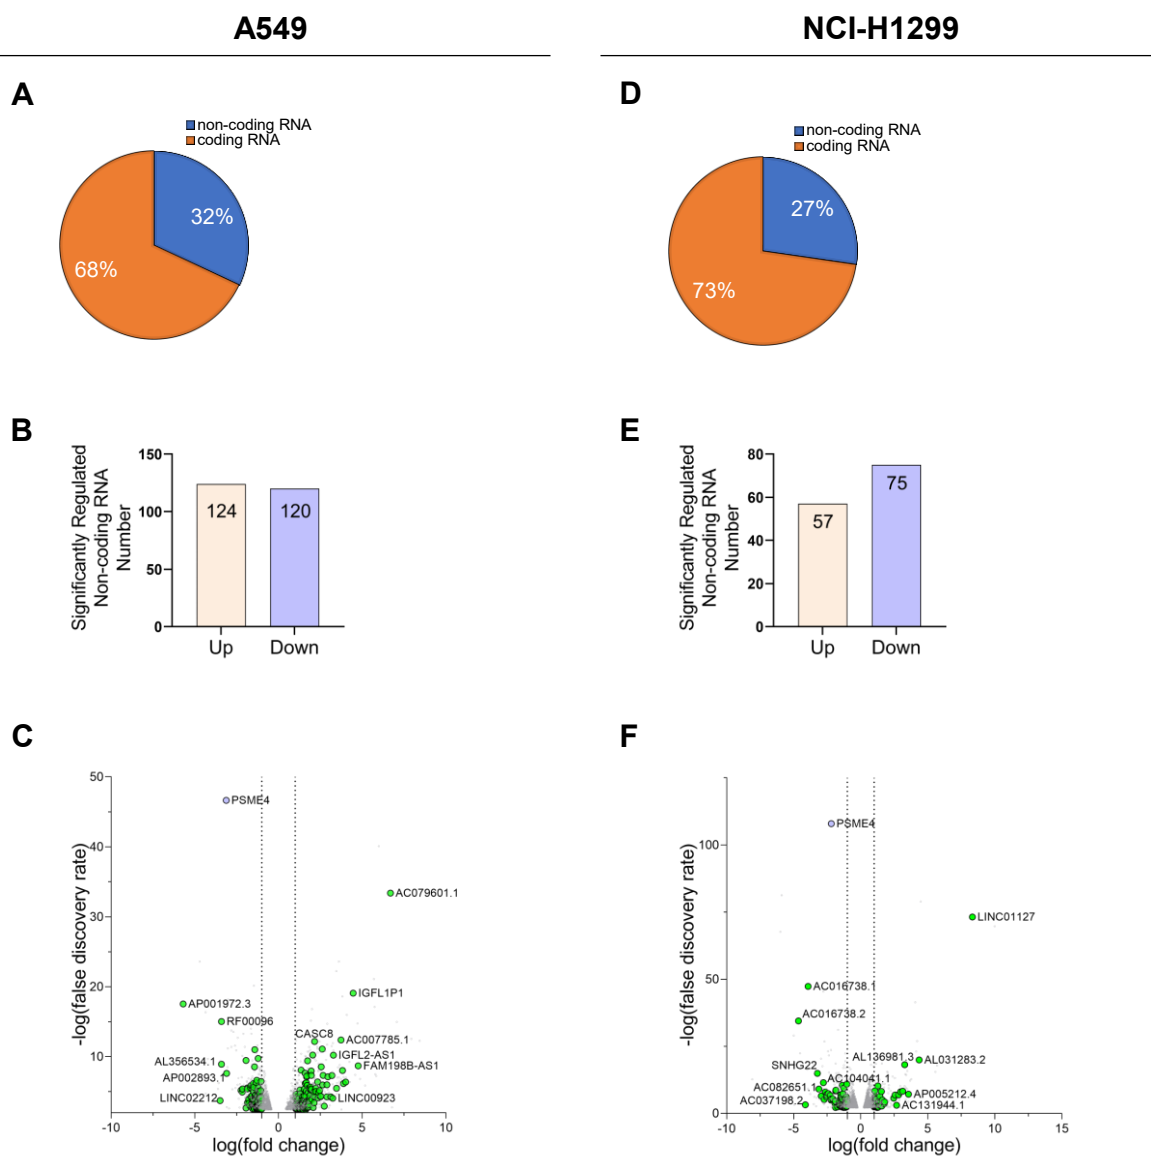 A549
NCI-H1299
A
non-coding RNA
coding RNA
32%
68%
D
non-coding RNA
coding RNA
27%
73%
B
Significantly Regulated
Non-coding RNA
Number
150
100
50
0
124
120
Up
Down
E
Significantly Regulated
Non-coding RNA
Number
80
60
40
20
0
57
75
Up
Down
C
-log(false discovery rate)
50
40
30
20
10
PSME4
AC079601.1
IGFL1P1
AP001972.3
RF00096
CASC8
AC007785.1
IGFL2-AS1
AL356534.1
FAM198B-AS1
AP002893.1
LINC02212
LINC00923
-10
-5
0
5
10
log(fold change)
F
-log(false discovery rate)
100
50
0
PSME4
LINC01127
AC016738.1
AC016738.2
AL136981.3
AL031283.2
SNHG22
AC104041.1
AC082651.1
AP005212.4
AC037198.2
AC131944.1
-10
-5
0
5
10
15
log(fold change)